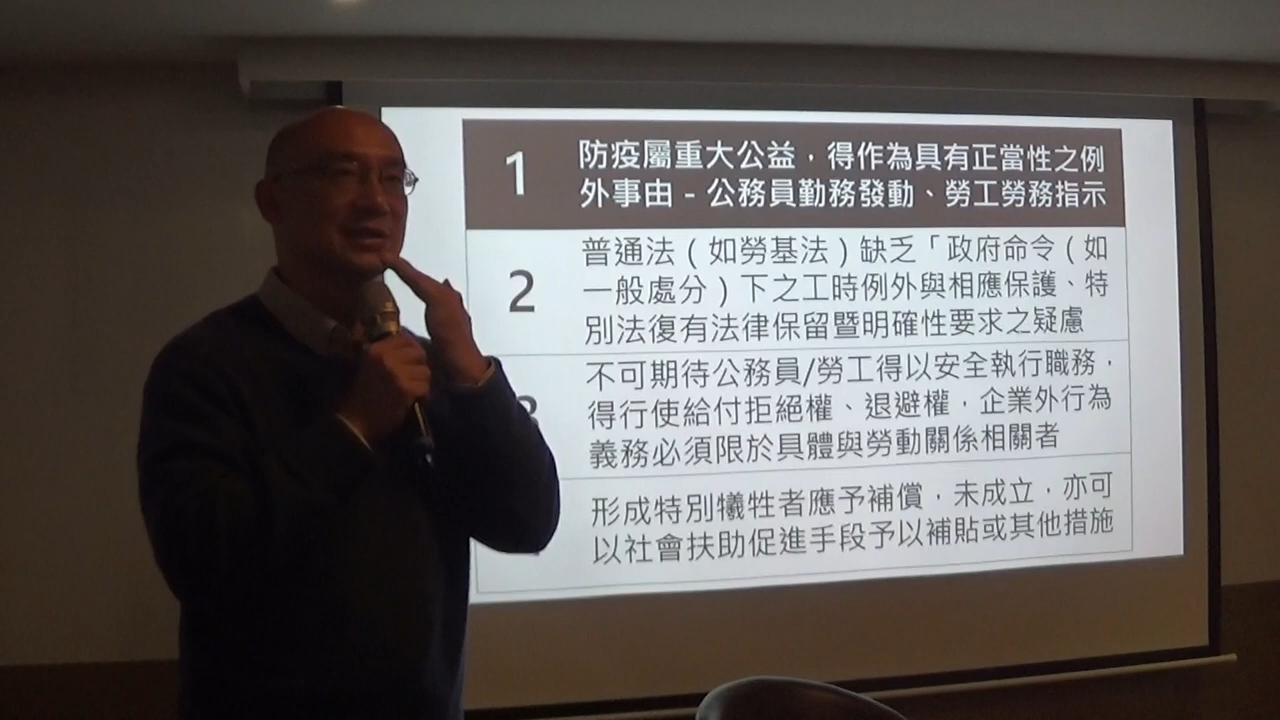 1
防疫屬重大公益，得作為具有正當性之例
外事由－公務員勤務發動、勞工勞務指示
2
普通法（如勞基法）缺乏「政府命令（如
一般處分）下之工時例外與相應保護、特
別法復有法律保留暨明確性要求之疑慮
不可期待公務員/勞工得以安全執行職務，
得行使給付拒絕權、退避權，企業外行為
義務必須限於具體與勞動關係相關者
形成特別犧牲者應予補償，未成立，亦可
以社會扶助促進手段予以補貼或其他措施